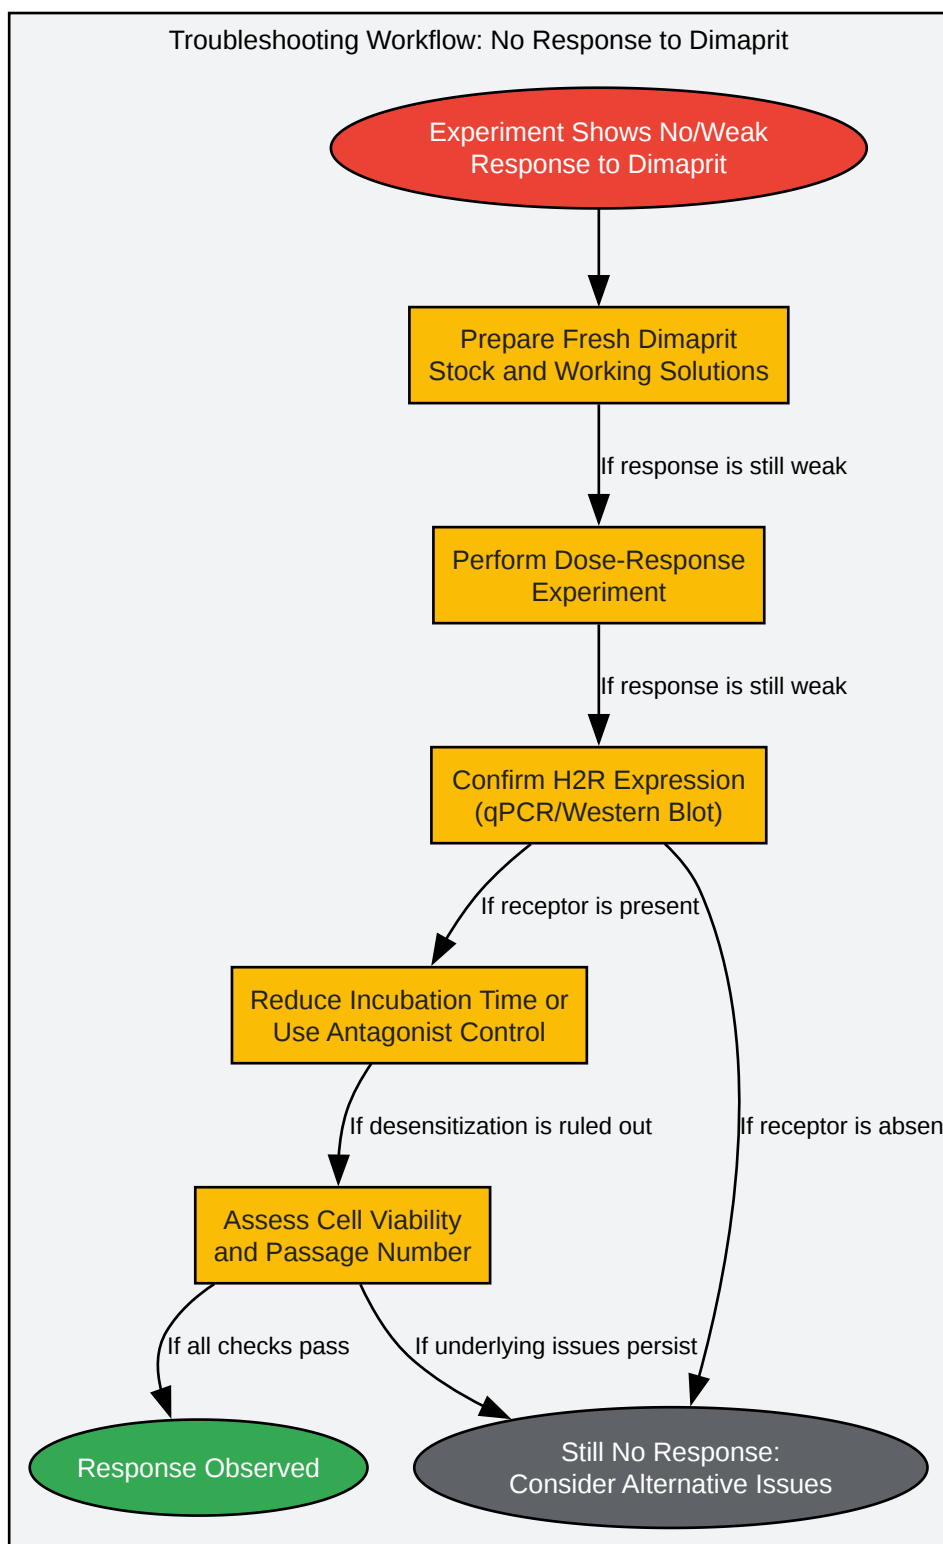 Troubleshooting Workflow: No Response to Dimaprit
Experiment Shows No/Weak
Response to Dimaprit
Prepare Fresh Dimaprit
Stock and Working Solutions
If response is still weak
Perform Dose-Response
Experiment
If response is still weak
Confirm H2R Expression
(qPCR/Western Blot)
If receptor is present
Reduce Incubation Time or
Use Antagonist Control
If desensitization is ruled out
If receptor is absen
Assess Cell Viability
and Passage Number
If all checks pass
If underlying issues persist
Response Observed
Still No Response:
Consider Alternative Issues